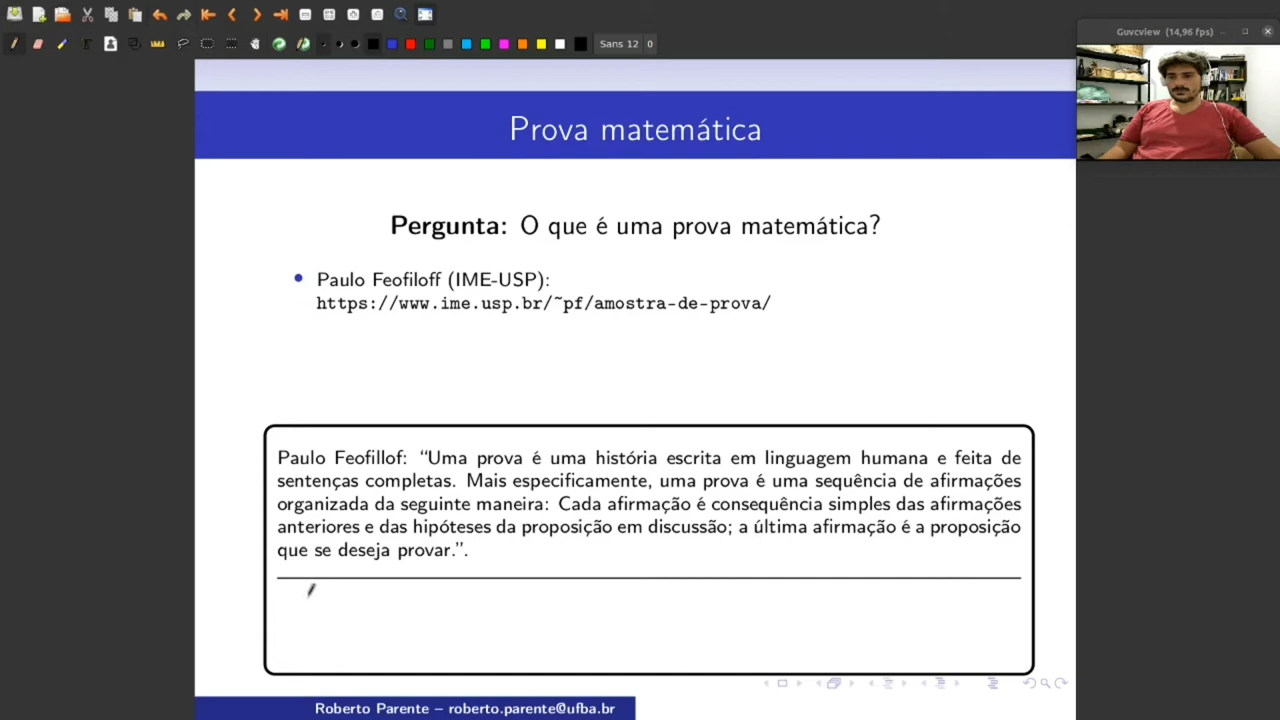 Guvcview (14,96 fps)
Sans 12 0
Prova matemática
Pergunta: O que é uma prova matemática?
Paulo Feofiloff (IME-USP):
https://www.ime.usp.br/~pf/amostra-de-prova/
Paulo Feofillof: “Uma prova é uma história escrita em linguagem humana e feita de
sentenças completas. Mais especificamente, uma prova é uma sequência de afirmações
organizada da seguinte maneira: Cada afirmação é consequência simples das afirmações
anteriores e das hipóteses da proposição em discussão; a última afirmação é a proposição
que se deseja provar.”.
Roberto Parente – roberto.parente@ufba.br